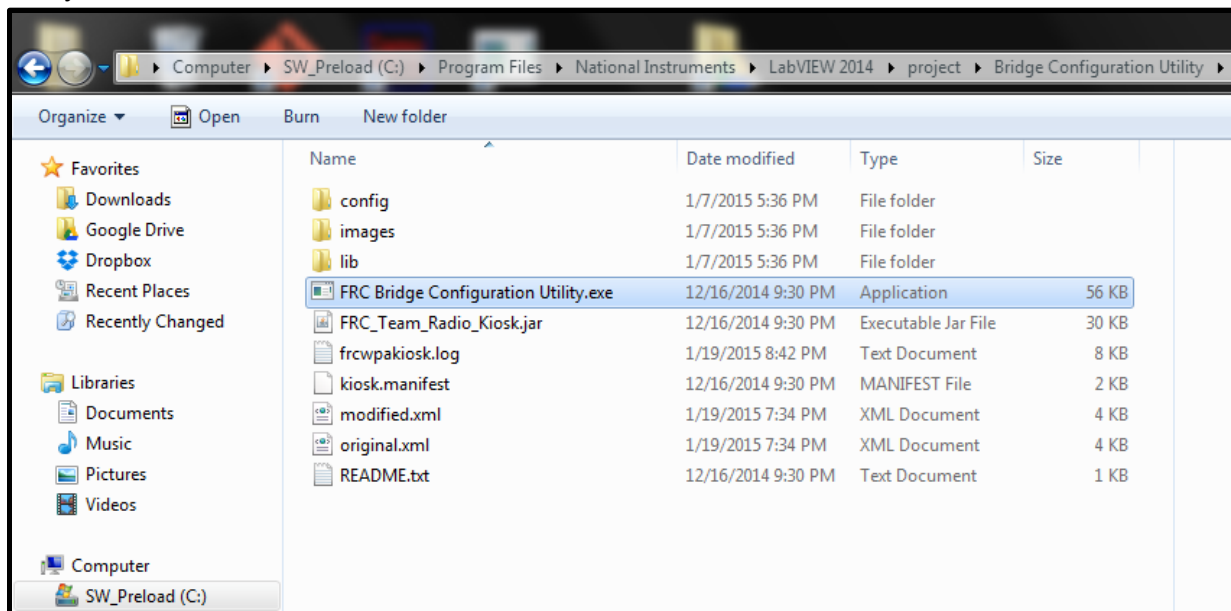 Computer ▸ SW_Preload (C:) ▸ Program Files ▸ National Instruments ▸ LabVIEW 2014 ▸ project ▸ Bridge Configuration Utility ▸
Organize ▼ Open Burn New folder
Name Date modified Type Size
Favorites
Downloads
Google Drive
Dropbox
Recent Places
Recently Changed
Libraries
Documents
Music
Pictures
Videos
Computer
SW_Preload (C:)
config 1/7/2015 5:36 PM File folder
images 1/7/2015 5:36 PM File folder
lib 1/7/2015 5:36 PM File folder
FRC Bridge Configuration Utility.exe 12/16/2014 9:30 PM Application 56 KB
FRC_Team_Radio_Kiosk.jar 12/16/2014 9:30 PM Executable Jar File 30 KB
frcwpakiosk.log 1/19/2015 8:42 PM Text Document 8 KB
kiosk.manifest 12/16/2014 9:30 PM MANIFEST File 2 KB
modified.xml 1/19/2015 7:34 PM XML Document 4 KB
original.xml 1/19/2015 7:34 PM XML Document 4 KB
README.txt 12/16/2014 9:30 PM Text Document 1 KB